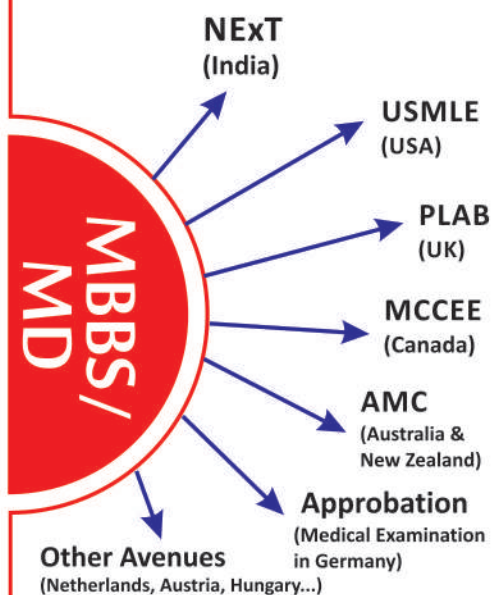 NExT
(India)
USMLE
(USA)
PLAB
(UK)
MBBS/
MD
MCCEE
(Canada)
AMC
(Australia &
New Zealand)
Approbation
(Medical Examination
in Germany)
Other Avenues
(Netherlands, Austria, Hungary...)